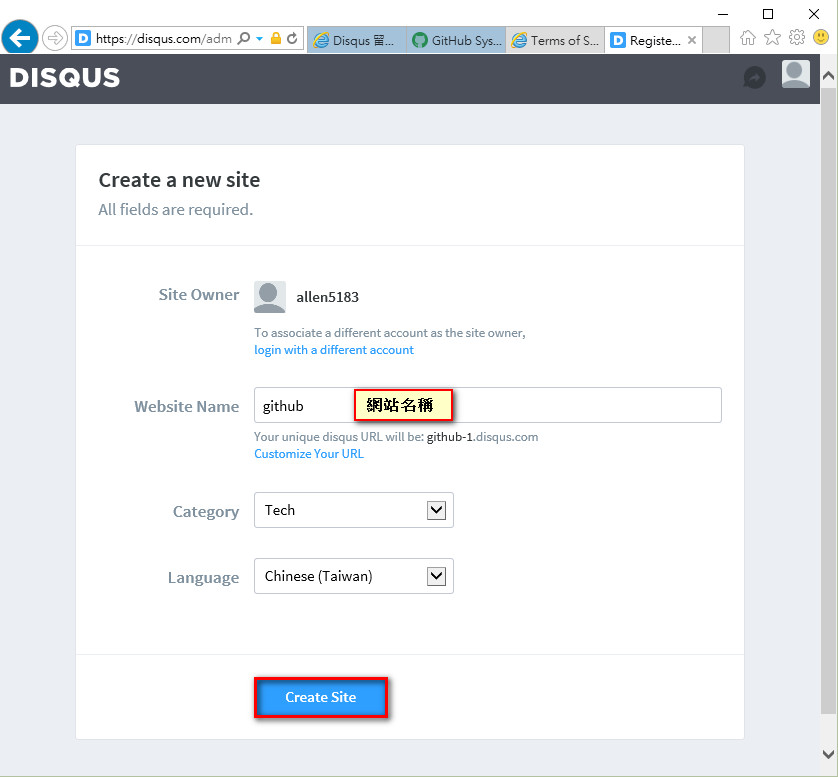 https://disqus.com/adm
Disqus 留...
GitHub Sys...
Terms of S...
Registe...
DISQUS
Create a new site
All fields are required.
Site Owner
allen5183
To associate a different account as the site owner,
login with a different account
Website Name
github
網站名稱
Your unique disqus URL will be: github-1.disqus.com
Customize Your URL
Category
Tech
Language
Chinese (Taiwan)
Create Site